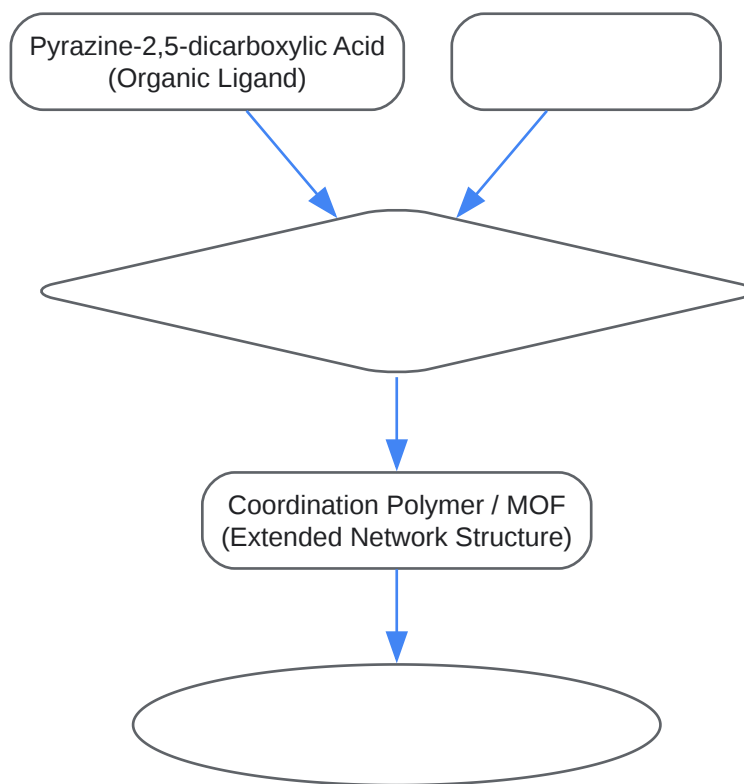 Pyrazine-2,5-dicarboxylic Acid
(Organic Ligand)
Coordination Polymer / MOF
(Extended Network Structure)